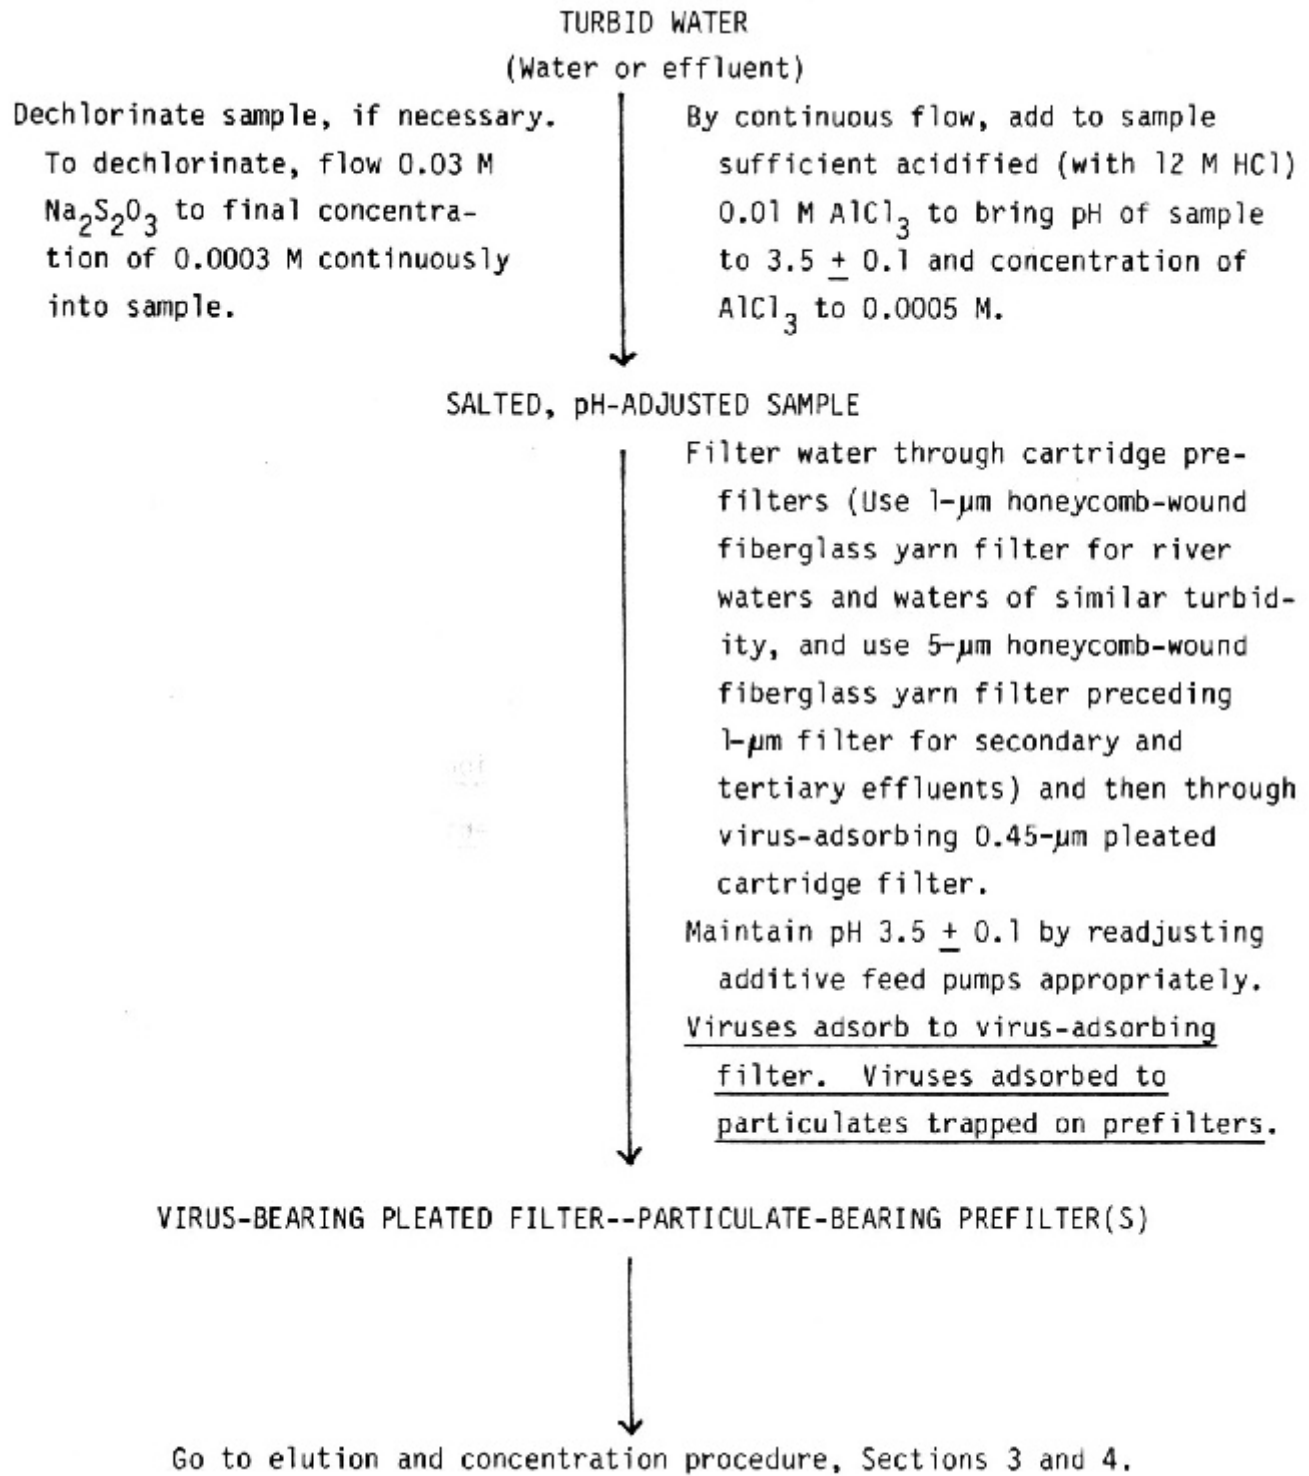 TURBID WATER
(Water or effluent)
Dechlorinate sample, if necessary.
To dechlorinate, flow 0.03 M
Na₂S₂O₃ to final concentra-
tion of 0.0003 M continuously
into sample.
By continuous flow, add to sample
sufficient acidified (with 12 M HCl)
0.01 M AlCl₃ to bring pH of sample
to 3.5 ± 0.1 and concentration of
AlCl₃ to 0.0005 M.
SALTED, pH-ADJUSTED SAMPLE
Filter water through cartridge pre-
filters (Use 1-µm honeycomb-wound
fiberglass yarn filter for river
waters and waters of similar turbid-
ity, and use 5-µm honeycomb-wound
fiberglass yarn filter preceding
1-µm filter for secondary and
tertiary effluents) and then through
virus-adsorbing 0.45-µm pleated
cartridge filter.
Maintain pH 3.5 ± 0.1 by readjusting
additive feed pumps appropriately.
Viruses adsorb to virus-adsorbing
filter. Viruses adsorbed to
particulates trapped on prefilters.
VIRUS-BEARING PLEATED FILTER--PARTICULATE-BEARING PREFILTER(S)
Go to elution and concentration procedure, Sections 3 and 4.